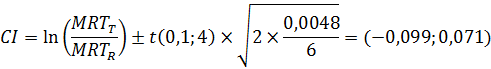 CI = ln(MRT_T / MRT_R) ± t(0,1;4) × √(2 × 0,0048 / 6) = (−0,099; 0,071)